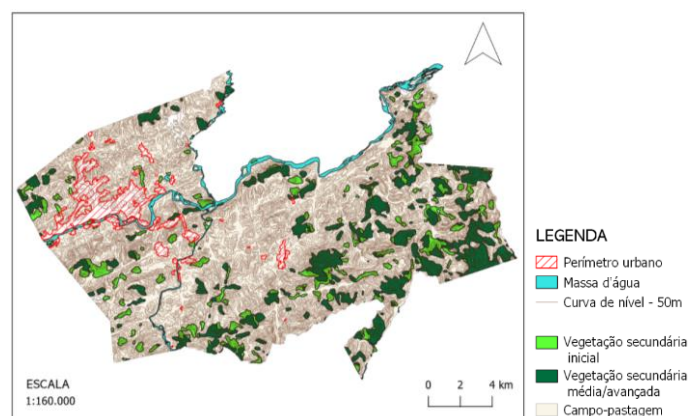 LEGENDA
Perímetro urbano
Massa d'água
Curva de nível - 50m
Vegetação secundária
inicial
Vegetação secundária
média/avançada
Campo-pastagem
ESCALA
1:160.000
0 2 4 km